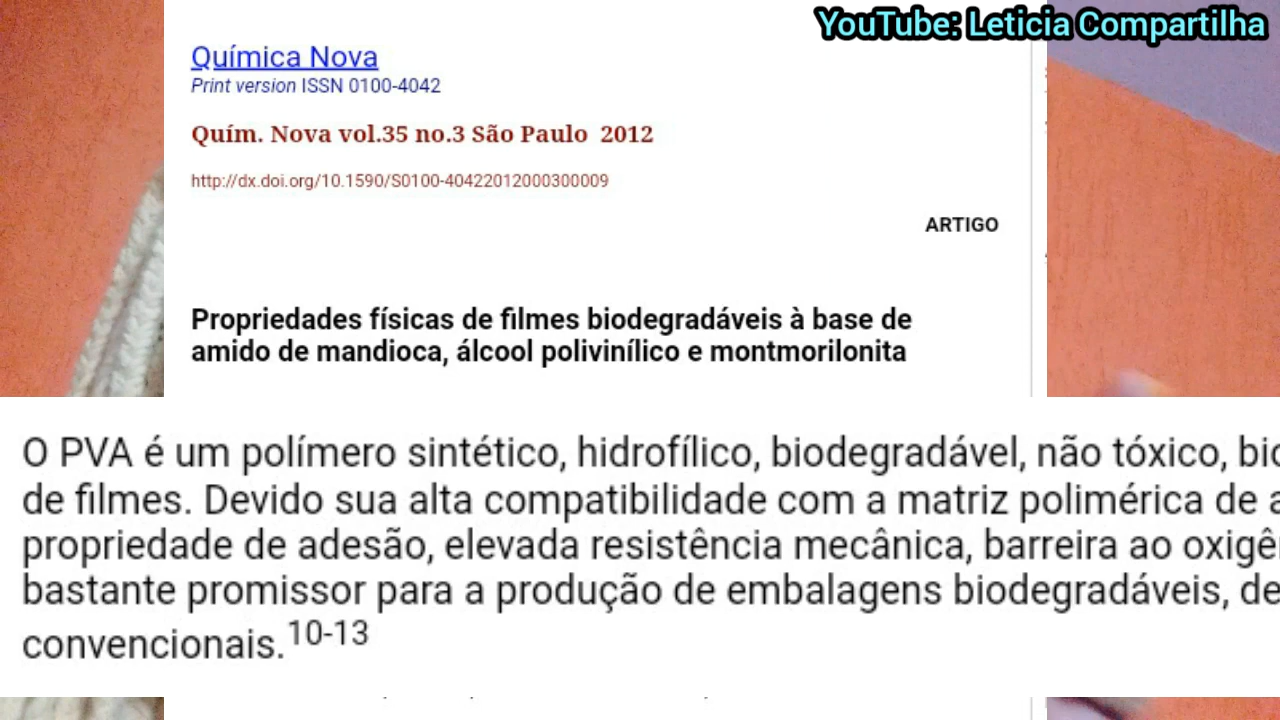 YouTube: Leticia Compartilha
Química Nova
Print version ISSN 0100-4042
Quím. Nova vol.35 no.3 São Paulo 2012
http://dx.doi.org/10.1590/S0100-40422012000300009
ARTIGO
Propriedades físicas de filmes biodegradáveis à base de
amido de mandioca, álcool polivinílico e montmorilonita
O PVA é um polímero sintético, hidrofílico, biodegradável, não tóxico,
de filmes. Devido sua alta compatibilidade com a matriz polimérica de
propriedade de adesão, elevada resistência mecânica, barreira ao
bastante promissor para a produção de embalagens biodegradáveis,
convencionais.10-13